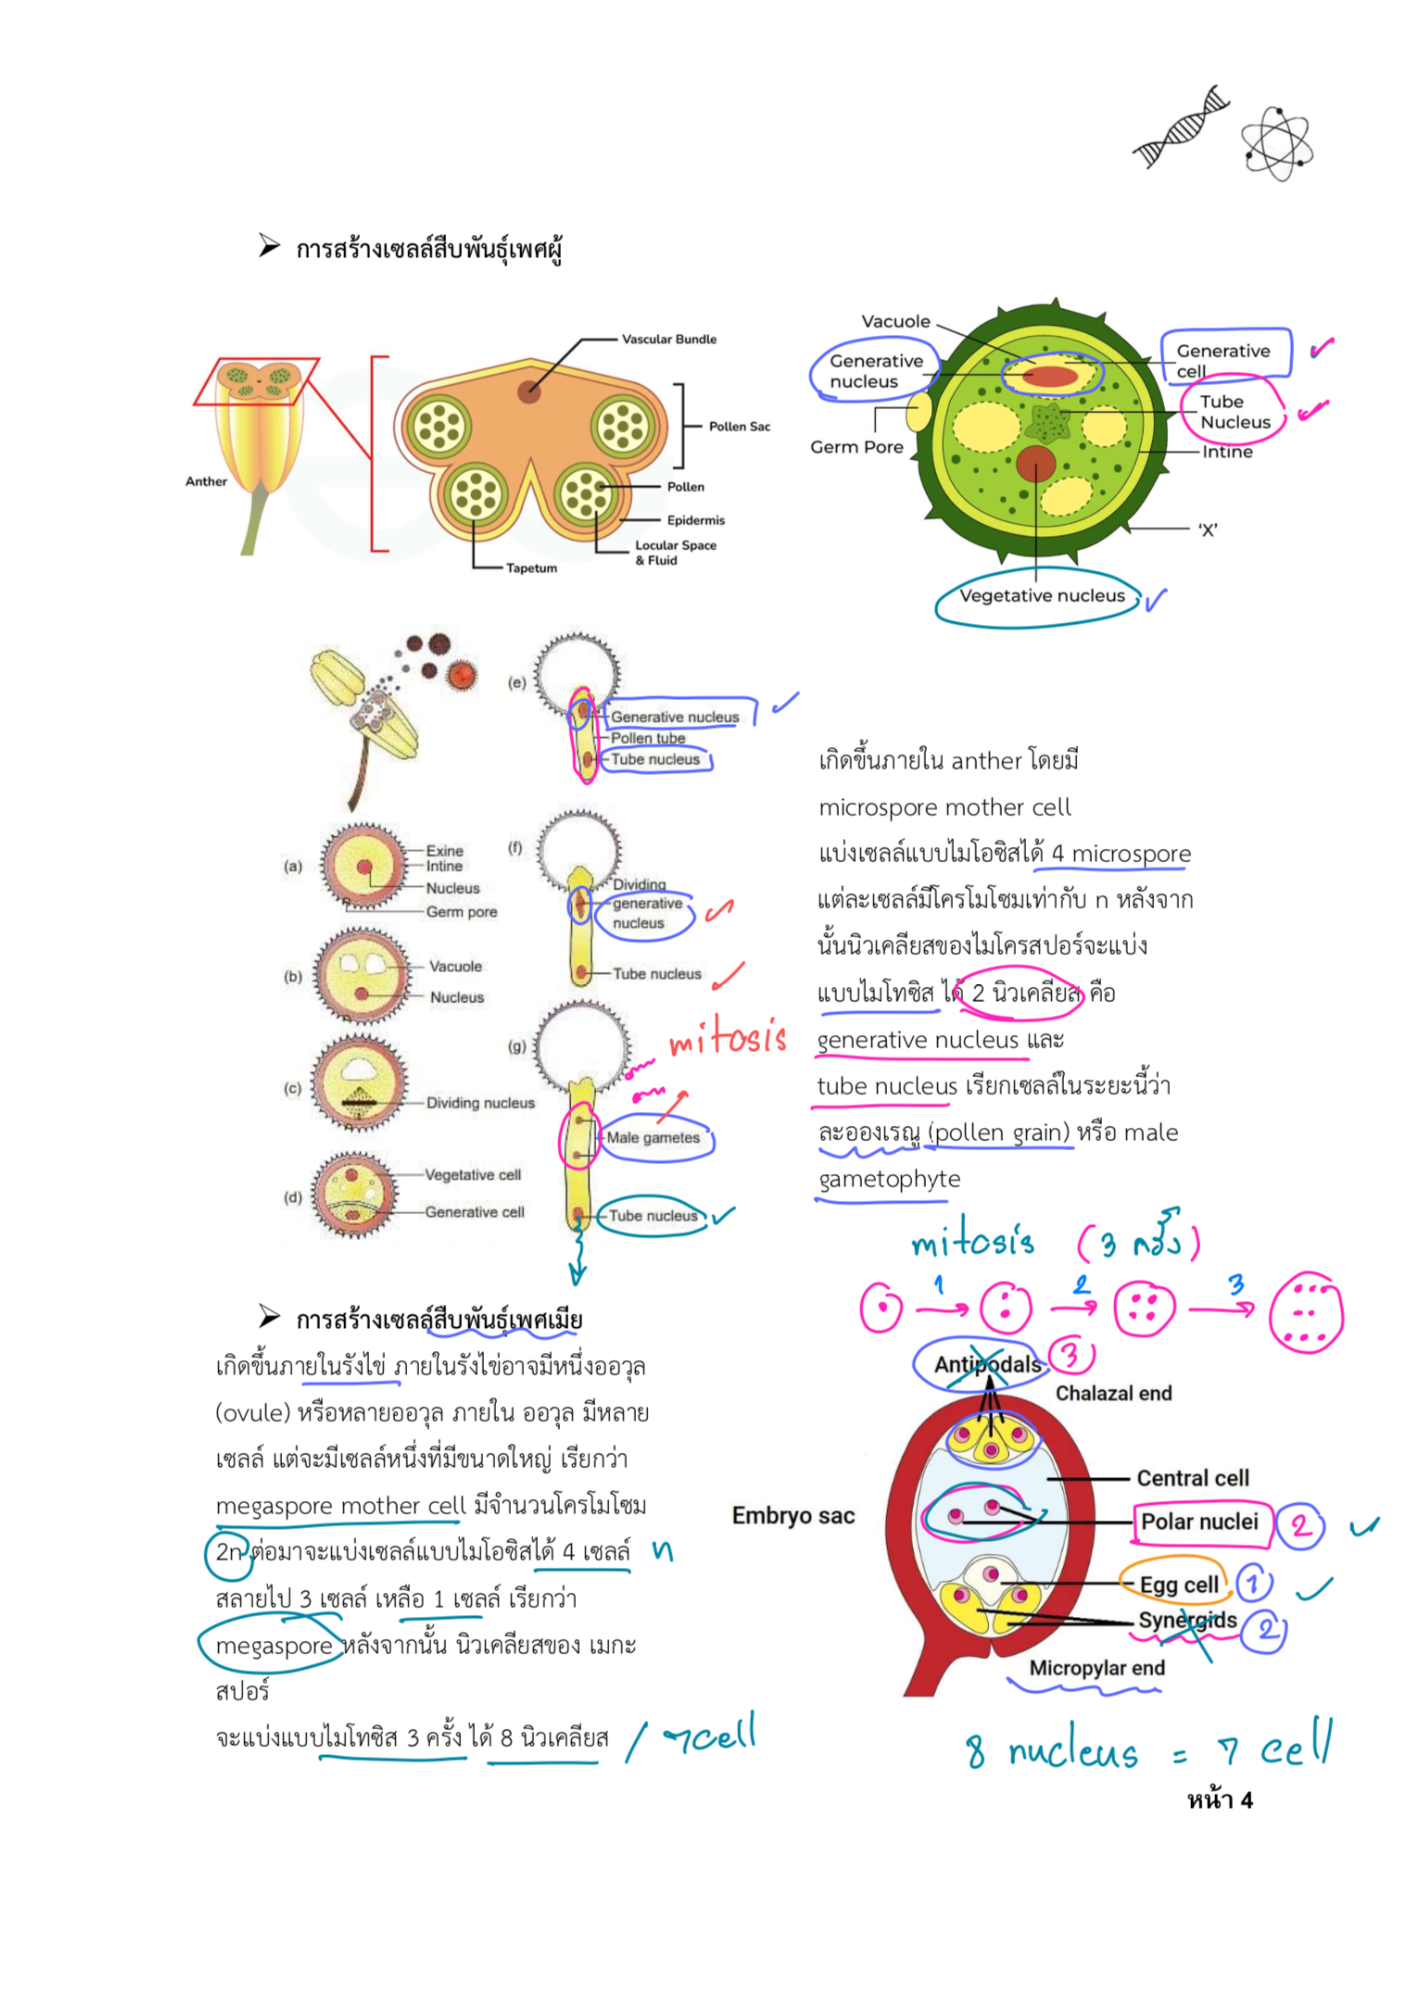 ➢ การสร้างเซลล์สืบพันธุ์เพศผู้
Vascular Bundle
Pollen Sac
Pollen
Epidermis
Locular Space
& Fluid
Tapetum
Anther
Vacuole
Generative
nucleus
Germ Pore
Generative
cell
Tube
Nucleus
Intine
'X'
Vegetative nucleus
(a)
Exine
Intine
Nucleus
Germ pore
(b)
Vacuole
Nucleus
(c)
Dividing nucleus
(d)
Vegetative cell
Generative cell
(e)
Generative nucleus
Pollen tube
Tube nucleus
(f)
Dividing
generative
nucleus
Tube nucleus
(g)
mitosis
Male gametes
Tube nucleus
เกิดขึ้นภายใน anther โดยมี
microspore mother cell
แบ่งเซลล์แบบไมโอซิสได้ 4 microspore
แต่ละเซลล์มีโครโมโซมเท่ากับ n หลังจาก
นั้นนิวเคลียสของไมโครสปอร์จะแบ่ง
แบบไมโทซิส ได้ 2 นิวเคลียส คือ
generative nucleus และ
tube nucleus เรียกเซลล์ในระยะนี้ว่า
ละอองเรณู (pollen grain) หรือ male
gametophyte
mitosis (3 ครั้ง)
1 2 3
➢ การสร้างเซลล์สืบพันธุ์เพศเมีย
เกิดขึ้นภายในรังไข่ ภายในรังไข่อาจมีหนึ่งออวุล
(ovule) หรือหลายออวุล ภายใน ออวุล มีหลาย
เซลล์ แต่จะมีเซลล์หนึ่งที่มีขนาดใหญ่ เรียกว่า
megaspore mother cell มีจำนวนโครโมโซม
2n ต่อมาจะแบ่งเซลล์แบบไมโอซิสได้ 4 เซลล์ n
สลายไป 3 เซลล์ เหลือ 1 เซลล์ เรียกว่า
megaspore หลังจากนั้น นิวเคลียสของ เมกะ
สปอร์
จะแบ่งแบบไมโทซิส 3 ครั้ง ได้ 8 นิวเคลียส / 7cell
Antipodals 3
Chalazal end
Central cell
Embryo sac
Polar nuclei 2
Egg cell 1
Synergids 2
Micropylar end
8 nucleus = 7 cell
หน้า 4